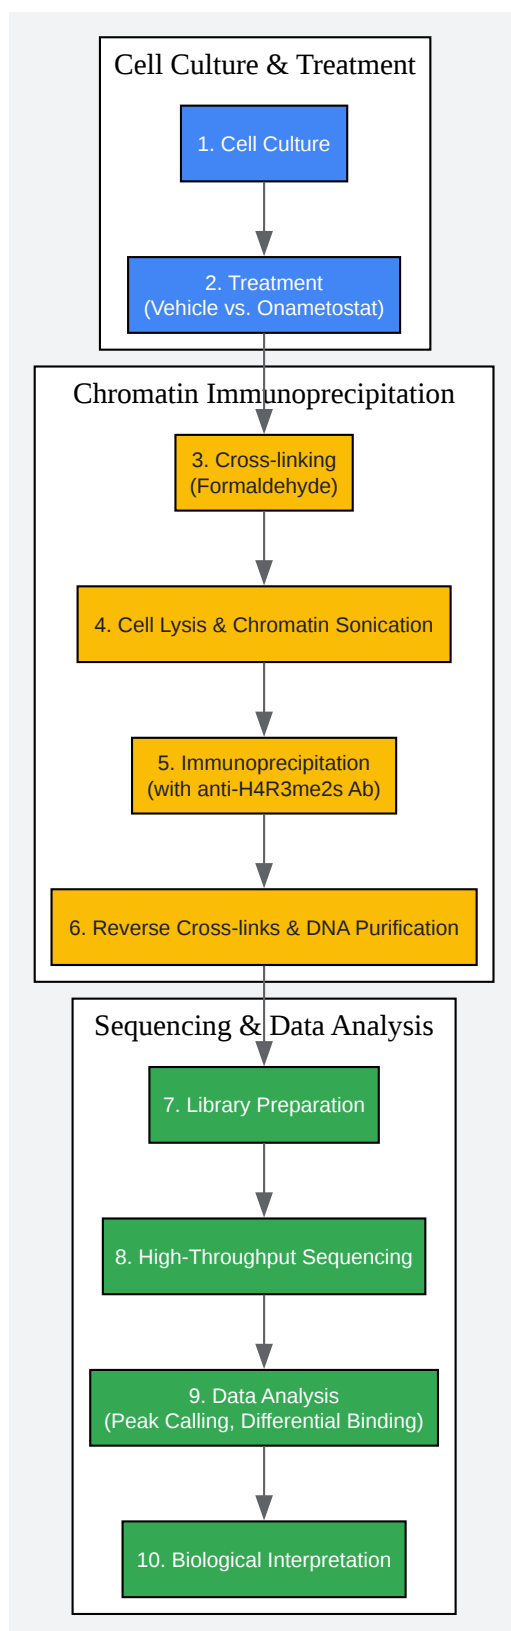 Cell Culture & Treatment
1. Cell Culture
2. Treatment
(Vehicle vs. Onametostat)
Chromatin Immunoprecipitation
3. Cross-linking
(Formaldehyde)
4. Cell Lysis & Chromatin Sonication
5. Immunoprecipitation
(with anti-H4R3me2s Ab)
6. Reverse Cross-links & DNA Purification
Sequencing & Data Analysis
7. Library Preparation
8. High-Throughput Sequencing
9. Data Analysis
(Peak Calling, Differential Binding)
10. Biological Interpretation